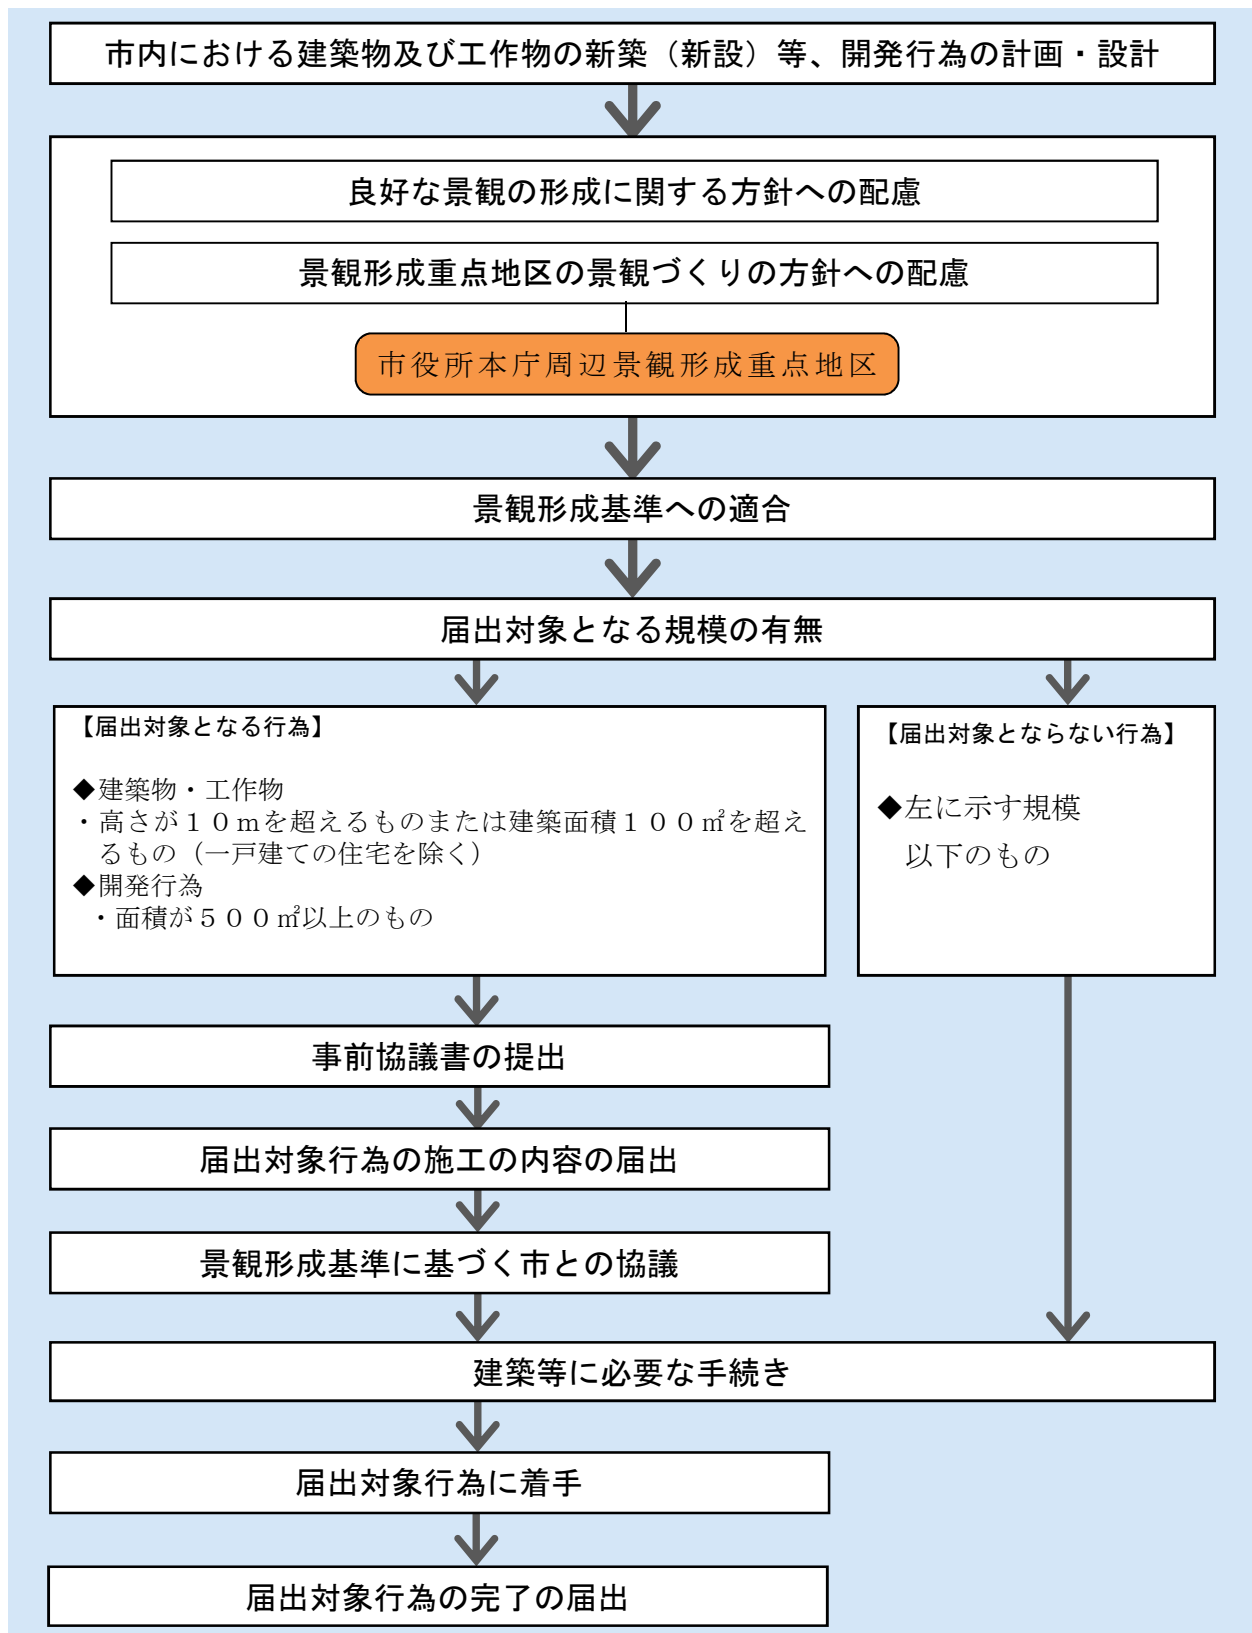 市内における建築物及び工作物の新築（新設）等、開発行為の計画・設計
良好な景観の形成に関する方針への配慮
景観形成重点地区の景観づくりの方針への配慮
市役所本庁周辺景観形成重点地区
景観形成基準への適合
届出対象となる規模の有無
【届出対象となる行為】
◆建築物・工作物
・高さが１０ｍを超えるものまたは建築面積１００㎡を超え
るもの（一戸建ての住宅を除く）
◆開発行為
・面積が５００㎡以上のもの
【届出対象とならない行為】
◆左に示す規模
以下のもの
事前協議書の提出
届出対象行為の施工の内容の届出
景観形成基準に基づく市との協議
建築等に必要な手続き
届出対象行為に着手
届出対象行為の完了の届出